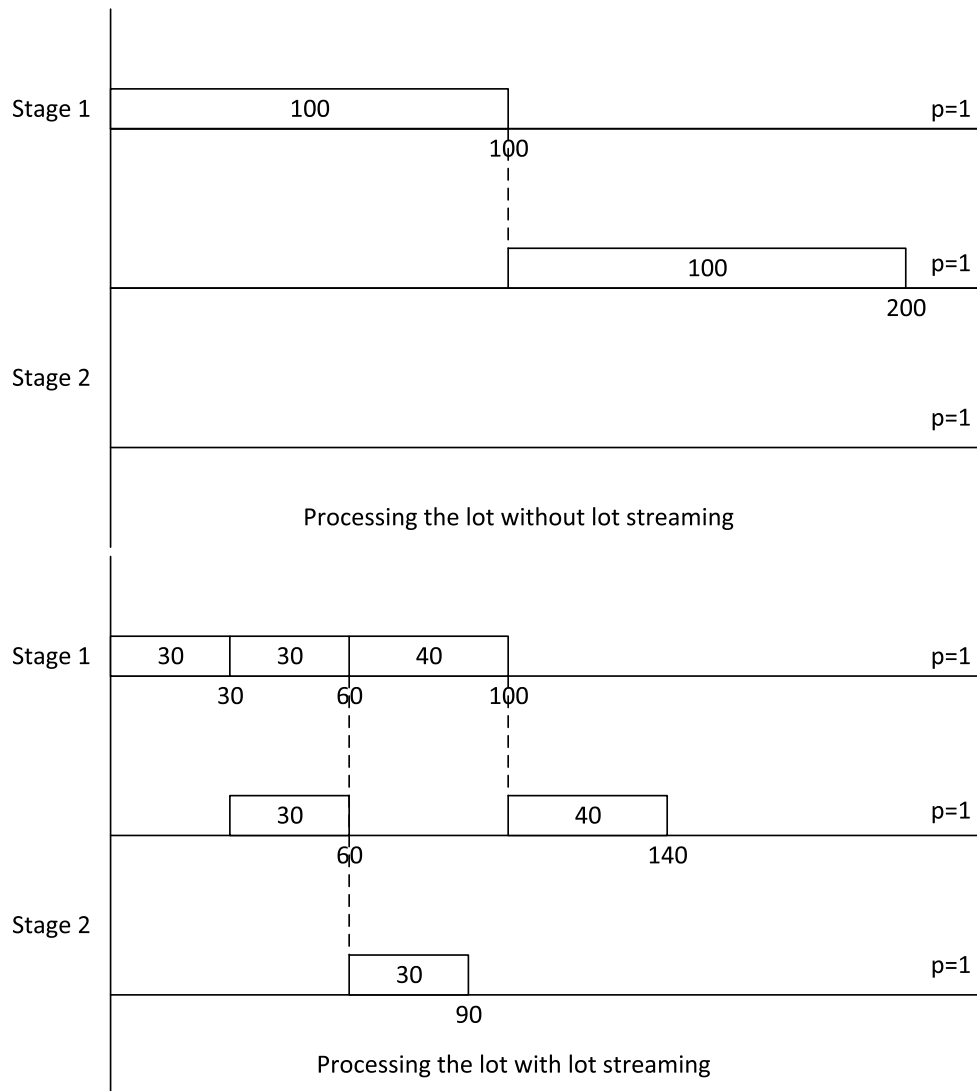 Stage 1 100 p=1
100
100 p=1
200
Stage 2
p=1
Processing the lot without lot streaming
Stage 1 30 30 40 p=1
30 60 100
30 40 p=1
60 140
Stage 2
30 p=1
90
Processing the lot with lot streaming